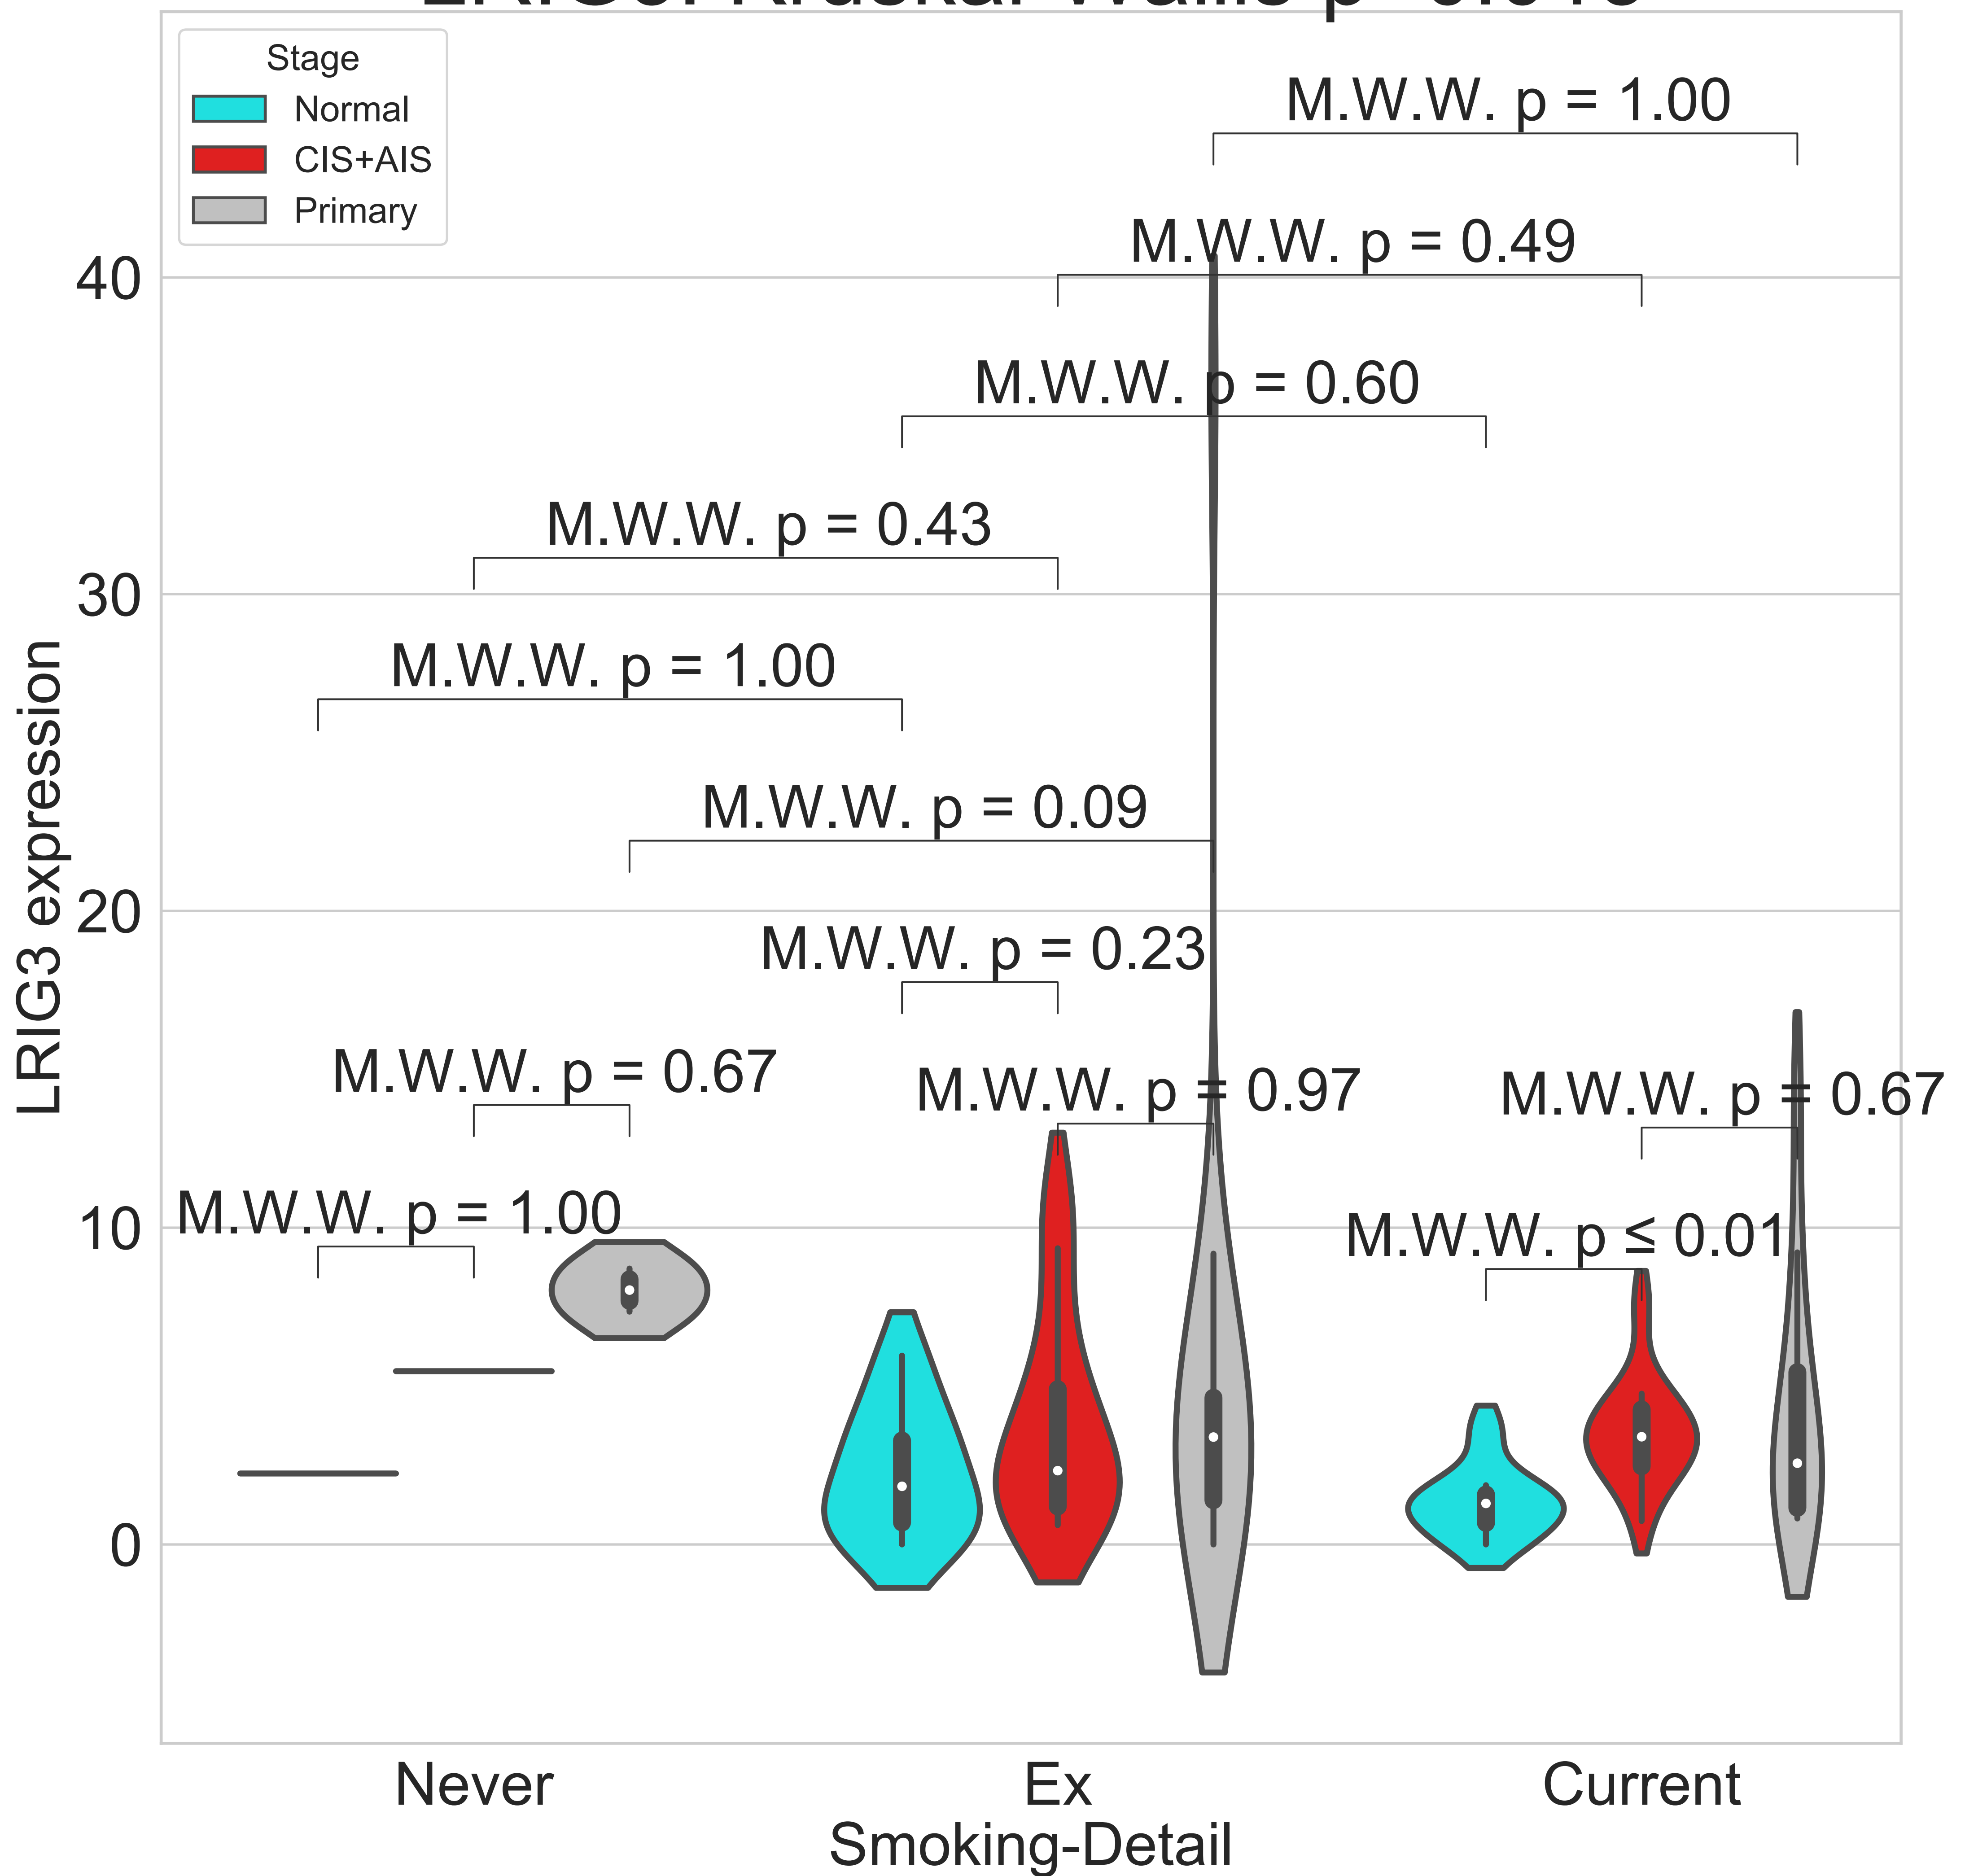 Stage
Normal
CIS+AIS
Primary
M.W.W. p = 1.00
M.W.W. p = 0.49
40
M.W.W. p = 0.60
M.W.W. p = 0.43
30
M.W.W. p = 1.00
M.W.W. p = 0.09
20
M.W.W. p = 0.23
M.W.W. p = 0.67
M.W.W. p = 0.97
M.W.W. p = 0.67
M.W.W. p = 1.00
10
M.W.W. p ≤ 0.01
0
LRIG3 expression
Never
Ex
Current
Smoking-Detail